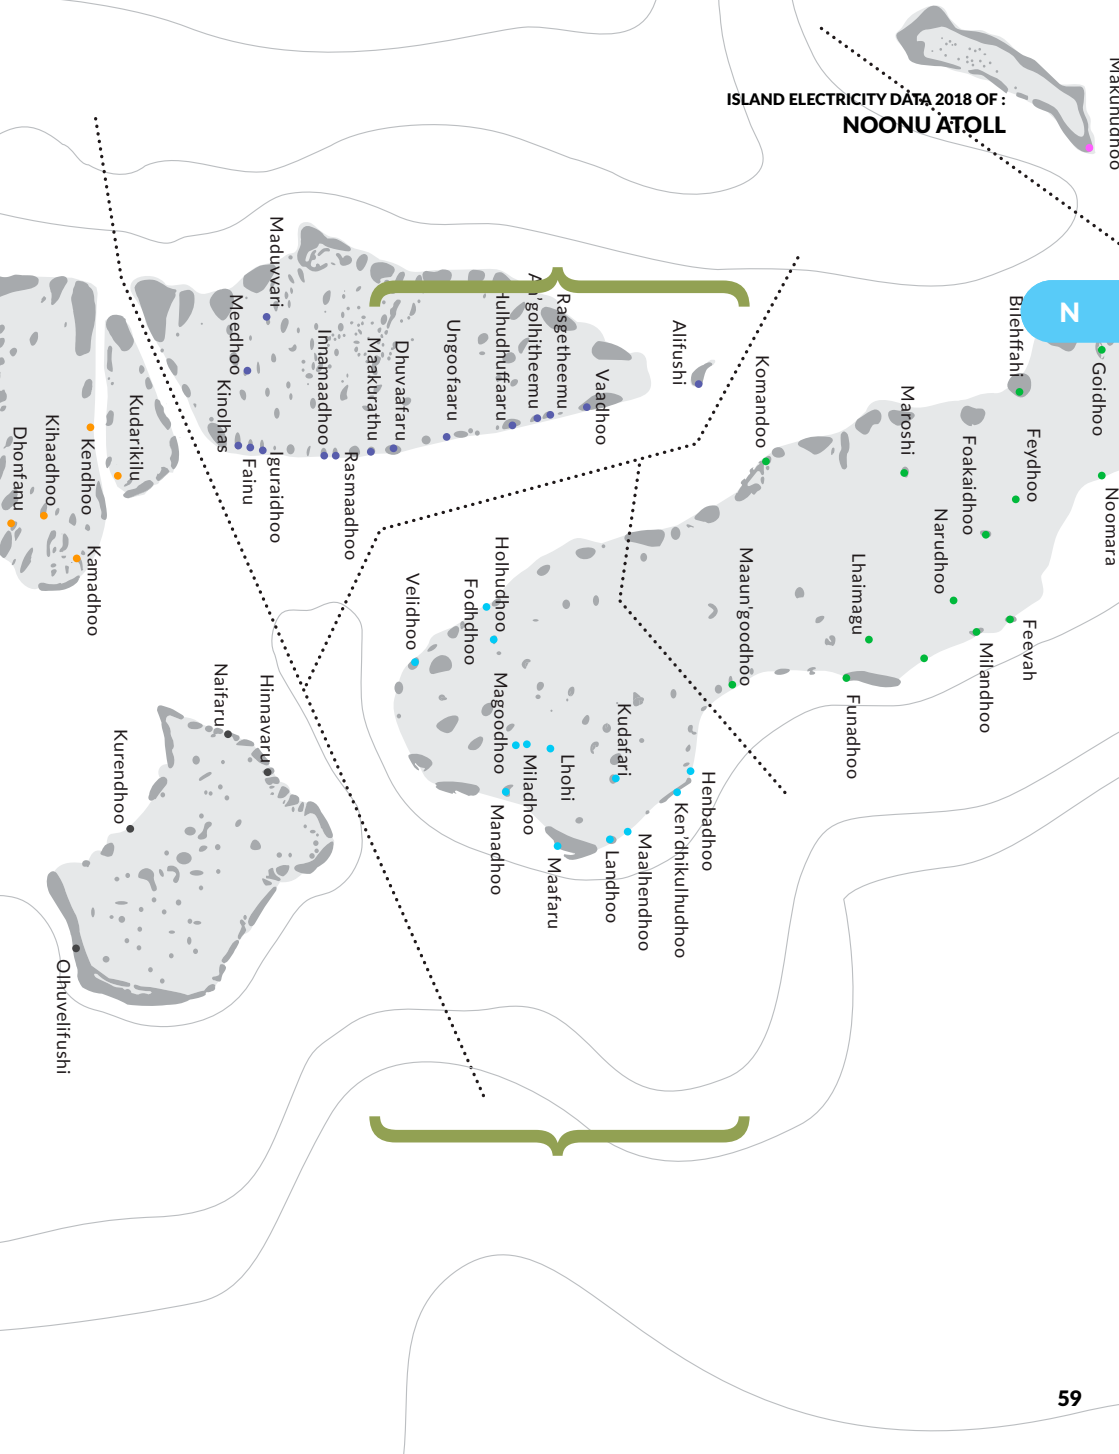 ISLAND ELECTRICITY DATA 2018 OF :
NOONU ATOLL
Makunudhoo
N
Bilehffahi
Goidhoo
Noomara
Feydhoo
Foakaidhoo
Maroshi
Narudhoo
Komandoo
Alifushi
Vaadhoo
Rasgetheemu
An'golhitheemu
Hulhudhuffaaru
Ungoofaaru
Dhuvaafaru
Maakurathu
Innamaadhoo
Rasmaadhoo
Maduvvari
Meedhoo
Kinolhas
Fainu
Iguraidhoo
Kudarikilu
Kendhoo
Kihaadhoo
Dhonfanu
Kamadhoo
Feevah
Milandhoo
Lhaimagu
Funadhoo
Maaun'goodhoo
Holhudhoo
Fodhdhoo
Velidhoo
Magoodhoo
Miladhoo
Manadhoo
Lhohi
Maafaru
Kudafari
Landhoo
Maalhendhoo
Ken'dhikulhudhoo
Henbadhoo
Naifaru
Hinnavaru
Kurendhoo
Olhuvelifushi
59